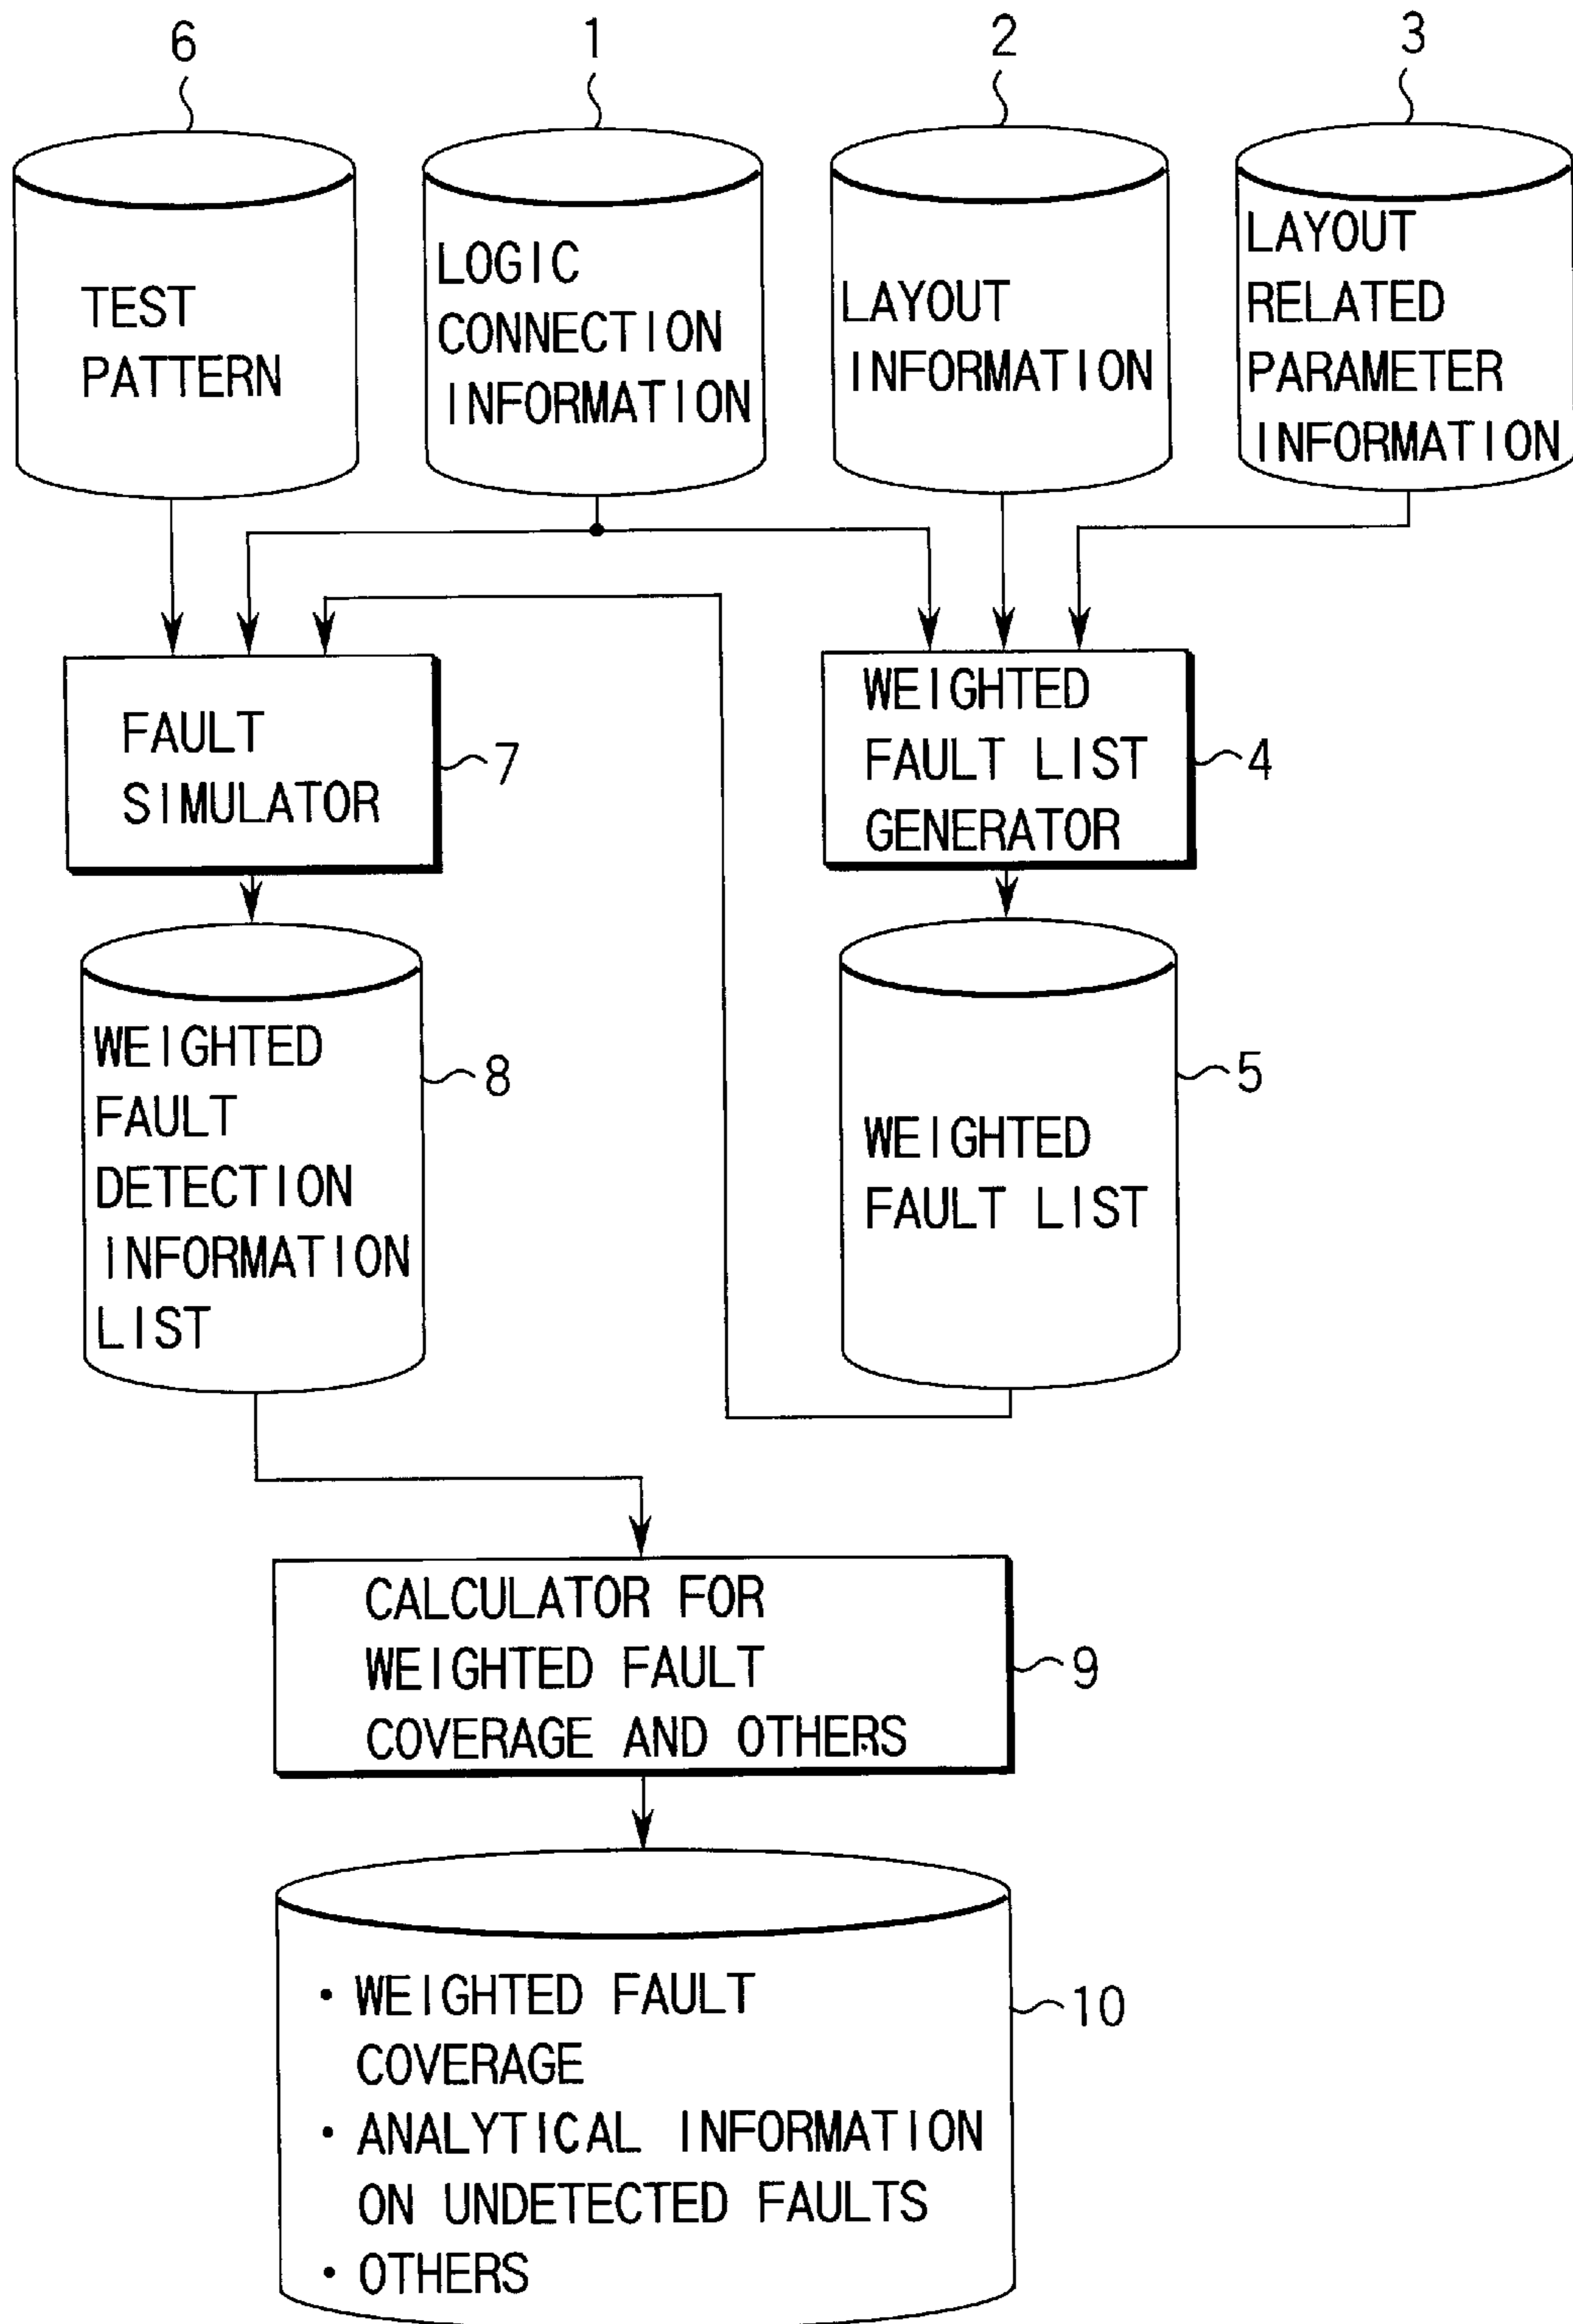 6
1
2
3
TEST
PATTERN
LOGIC
CONNECTION
INFORMATION
LAYOUT
INFORMATION
LAYOUT
RELATED
PARAMETER
INFORMATION
FAULT
SIMULATOR
7
WEIGHTED
FAULT LIST
GENERATOR
4
WEIGHTED
FAULT
DETECTION
INFORMATION
LIST
8
WEIGHTED
FAULT LIST
5
CALCULATOR FOR
WEIGHTED FAULT
COVERAGE AND OTHERS
9
· WEIGHTED FAULT
COVERAGE
· ANALYTICAL INFORMATION
ON UNDETECTED FAULTS
· OTHERS
10